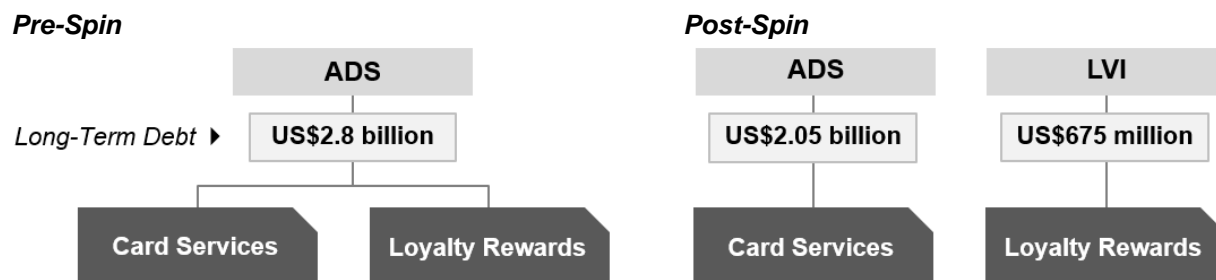 Pre-Spin
Post-Spin
ADS
ADS
LVI
Long-Term Debt
US$2.8 billion
US$2.05 billion
US$675 million
Card Services
Loyalty Rewards
Card Services
Loyalty Rewards